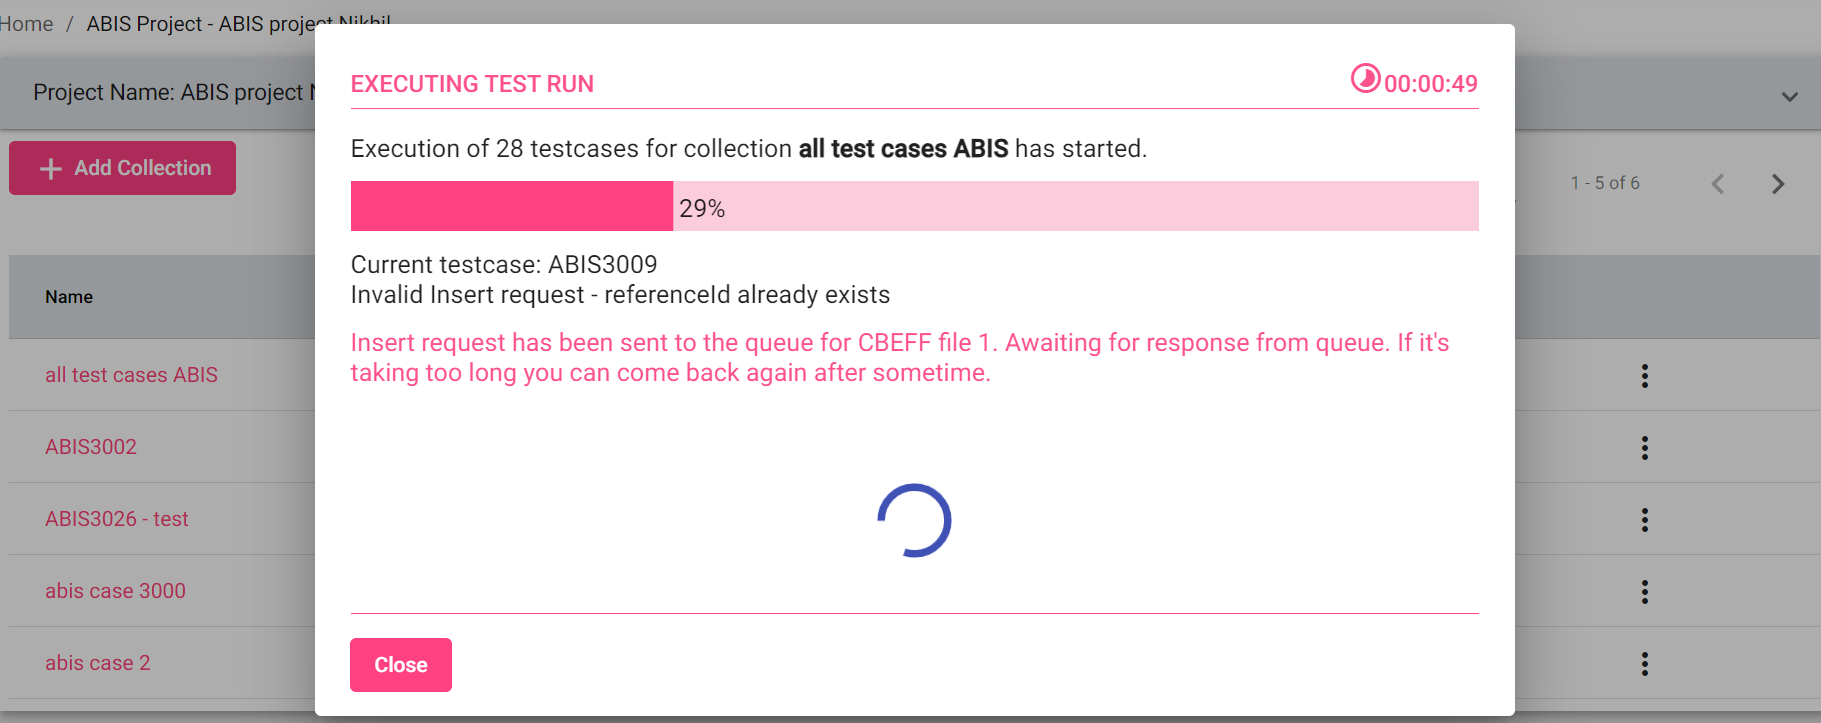 Home / ABIS Project - ABIS project Nikhil
Project Name: ABIS project
Add Collection
1 - 5 of 6
Name
all test cases ABIS
ABIS3002
ABIS3026 - test
abis case 3000
abis case 2
EXECUTING TEST RUN
00:00:49
Execution of 28 testcases for collection all test cases ABIS has started.
29%
Current testcase: ABIS3009
Invalid Insert request - referenceId already exists
Insert request has been sent to the queue for CBEFF file 1. Awaiting for response from queue. If it's
taking too long you can come back again after sometime.
Close